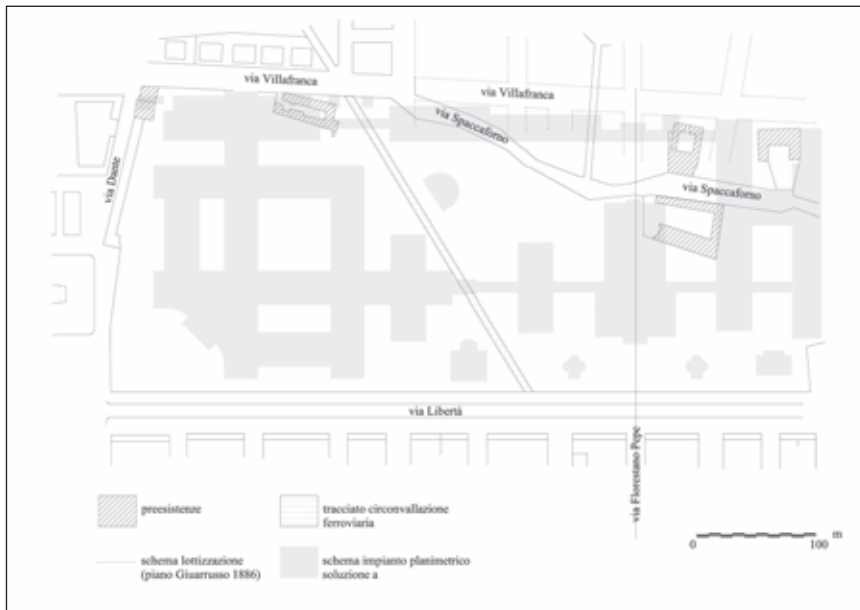 via Villafranca
via Villafranca
via Spaccaforno
via Dante
via Spaccaforno
via Libertà
via Florestano Pepe
preesistenze
tracciato circonvallazione
ferroviaria
schema lottizzazione
(piano Giuarrusso 1886)
schema impianto planimetrico
soluzione a
m
0 100